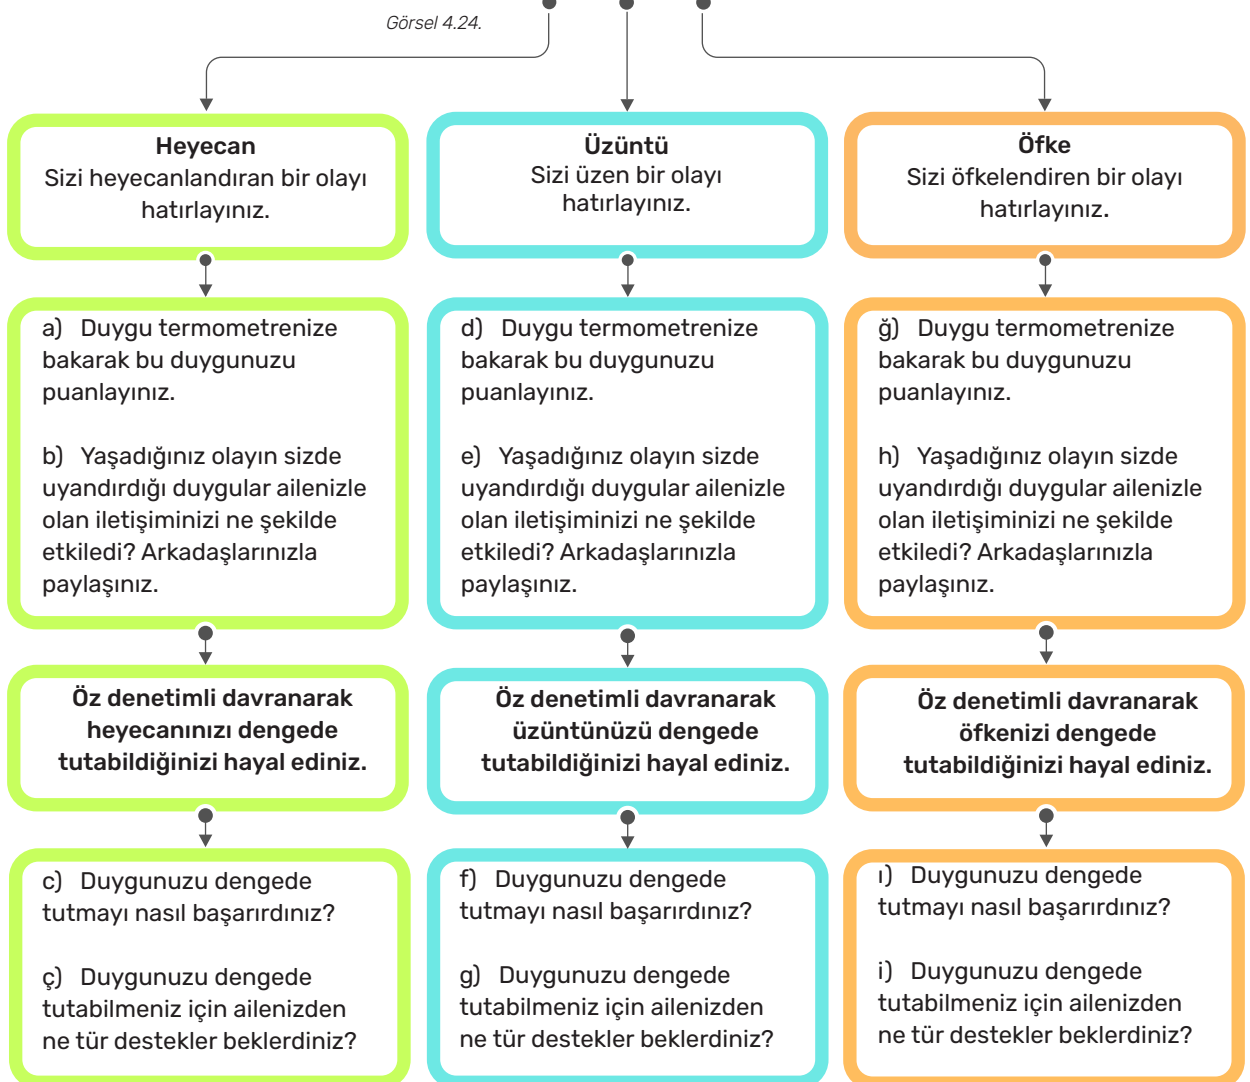 Görsel 4.24.
Heyecan
Sizi heyecanlandıran bir olayı
hatırlayınız.
Üzüntü
Sizi üzen bir olayı
hatırlayınız.
Öfke
Sizi öfkelendiren bir olayı
hatırlayınız.
a) Duygu termometrenize
bakarak bu duygunuzu
puanlayınız.
b) Yaşadığınız olayın sizde
uyandırdığı duygular ailenizle
olan iletişiminizi ne şekilde
etkiledi? Arkadaşlarınızla
paylaşınız.
d) Duygu termometrenize
bakarak bu duygunuzu
puanlayınız.
e) Yaşadığınız olayın sizde
uyandırdığı duygular ailenizle
olan iletişiminizi ne şekilde
etkiledi? Arkadaşlarınızla
paylaşınız.
ğ) Duygu termometrenize
bakarak bu duygunuzu
puanlayınız.
h) Yaşadığınız olayın sizde
uyandırdığı duygular ailenizle
olan iletişiminizi ne şekilde
etkiledi? Arkadaşlarınızla
paylaşınız.
Öz denetimli davranarak
heyecanınızı dengede
tutabildiğinizi hayal ediniz.
Öz denetimli davranarak
üzüntünüzü dengede
tutabildiğinizi hayal ediniz.
Öz denetimli davranarak
öfkenizi dengede
tutabildiğinizi hayal ediniz.
c) Duygunuzu dengede
tutmayı nasıl başarırdınız?
ç) Duygunuzu dengede
tutabilmeniz için ailenizden
ne tür destekler beklerdiniz?
f) Duygunuzu dengede
tutmayı nasıl başarırdınız?
g) Duygunuzu dengede
tutabilmeniz için ailenizden
ne tür destekler beklerdiniz?
ı) Duygunuzu dengede
tutmayı nasıl başarırdınız?
i) Duygunuzu dengede
tutabilmeniz için ailenizden
ne tür destekler beklerdiniz?